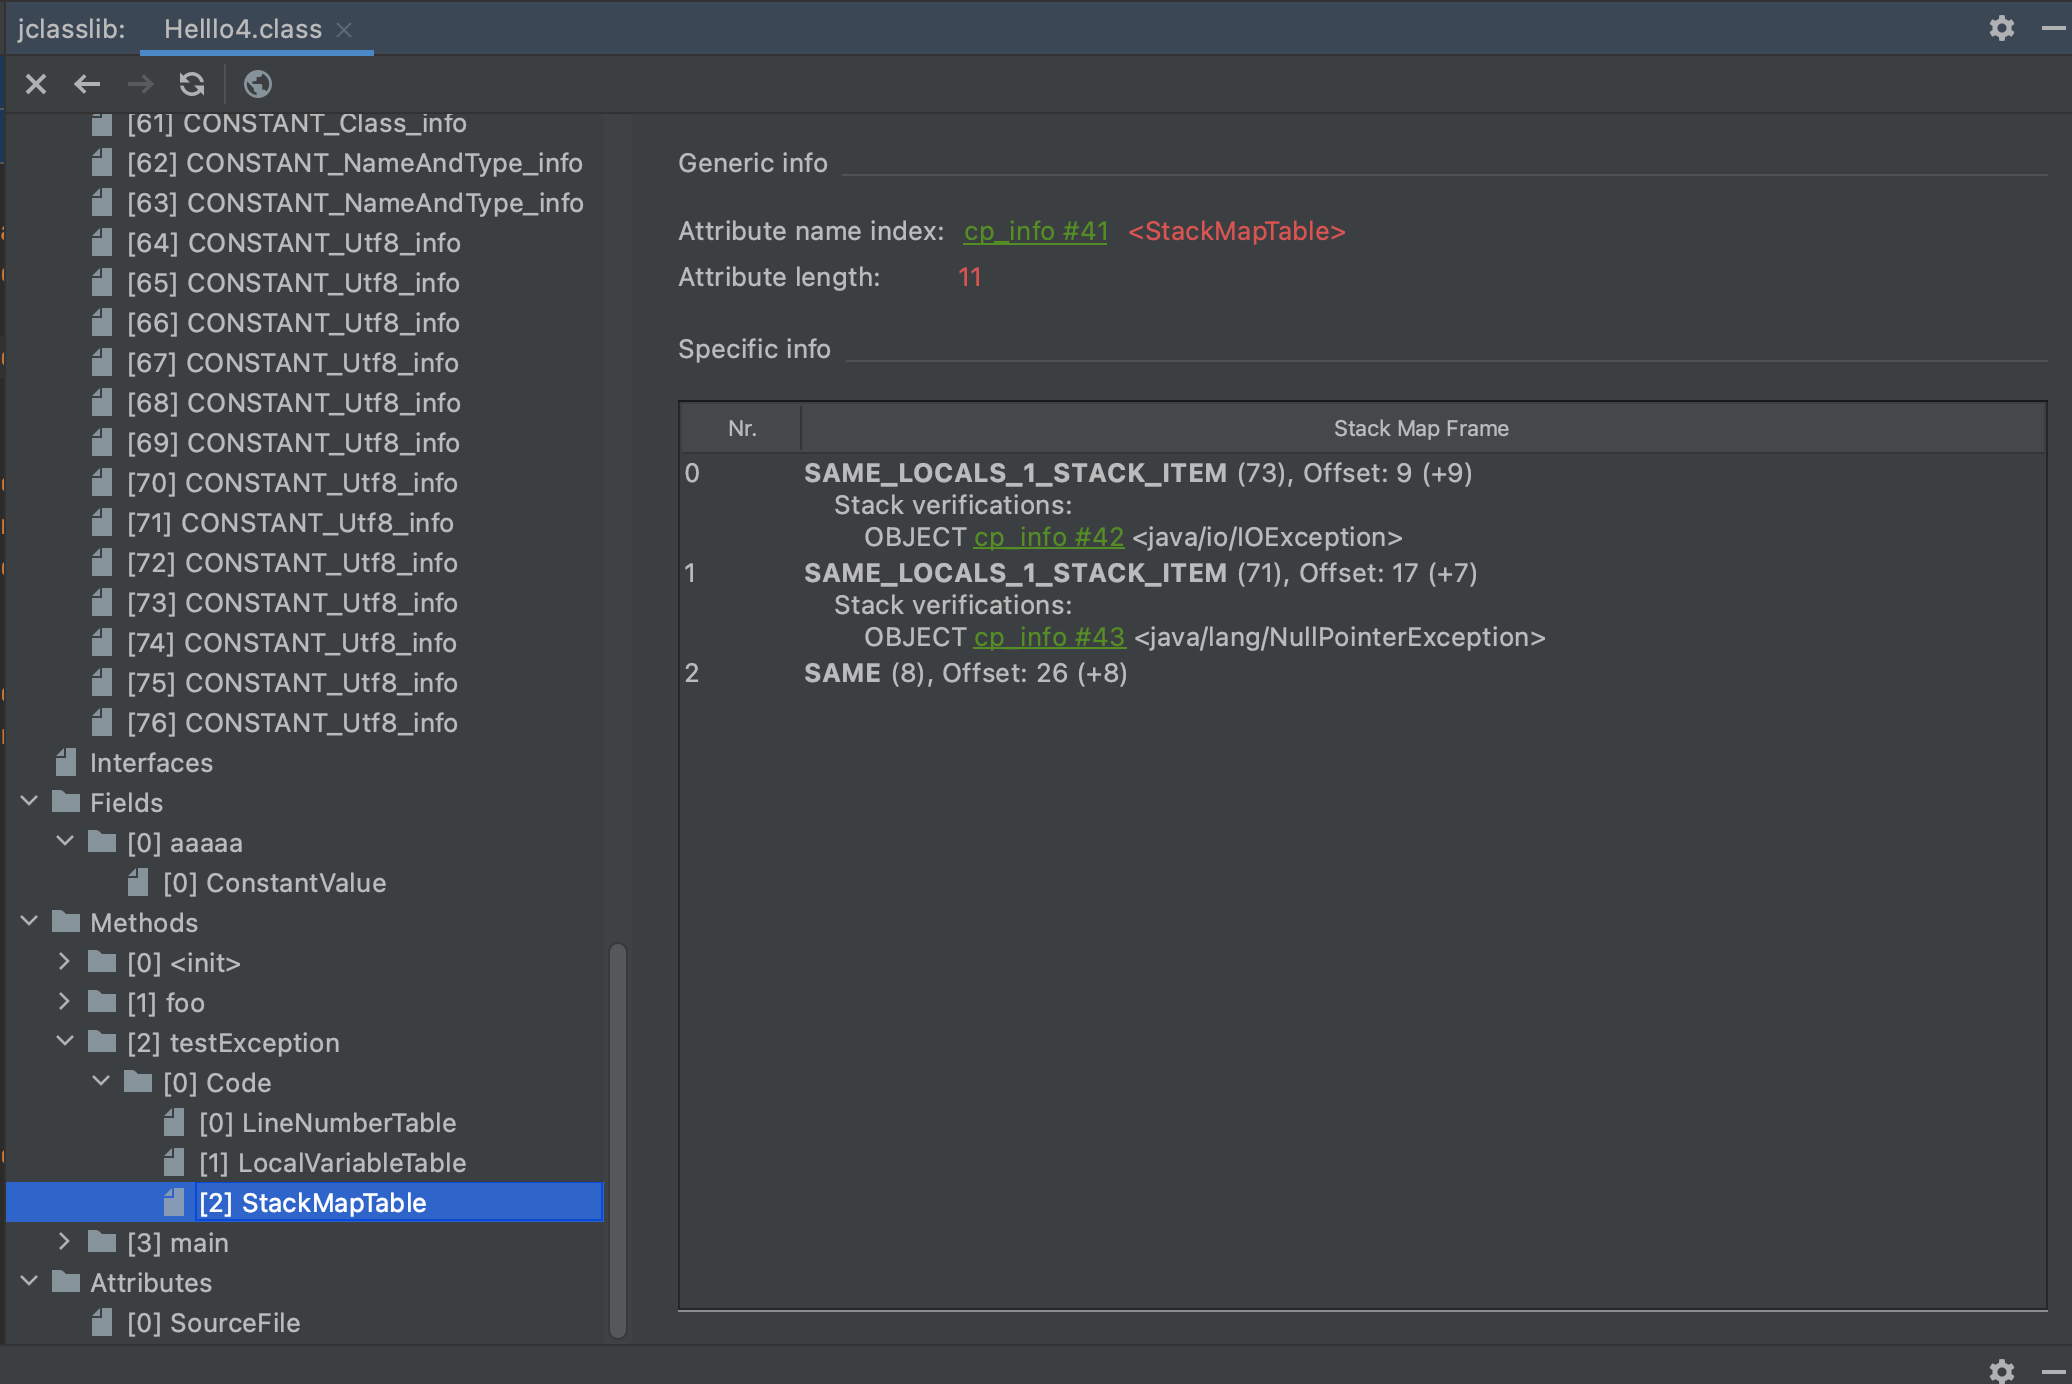 jclasslib: Helllo4.class
[61] CONSTANT_Class_info
[62] CONSTANT_NameAndType_info
[63] CONSTANT_NameAndType_info
[64] CONSTANT_Utf8_info
[65] CONSTANT_Utf8_info
[66] CONSTANT_Utf8_info
[67] CONSTANT_Utf8_info
[68] CONSTANT_Utf8_info
[69] CONSTANT_Utf8_info
[70] CONSTANT_Utf8_info
[71] CONSTANT_Utf8_info
[72] CONSTANT_Utf8_info
[73] CONSTANT_Utf8_info
[74] CONSTANT_Utf8_info
[75] CONSTANT_Utf8_info
[76] CONSTANT_Utf8_info
Interfaces
Fields
[0] aaaaa
[0] ConstantValue
Methods
[0] <init>
[1] foo
[2] testException
[0] Code
[0] LineNumberTable
[1] LocalVariableTable
[2] StackMapTable
[3] main
Attributes
[0] SourceFile
Generic info
Attribute name index: cp_info #41 <StackMapTable>
Attribute length: 11
Specific info
Nr. Stack Map Frame
0 SAME_LOCALS_1_STACK_ITEM (73), Offset: 9 (+9)
Stack verifications:
OBJECT cp_info #42 <java/io/IOException>
1 SAME_LOCALS_1_STACK_ITEM (71), Offset: 17 (+7)
Stack verifications:
OBJECT cp_info #43 <java/lang/NullPointerException>
2 SAME (8), Offset: 26 (+8)